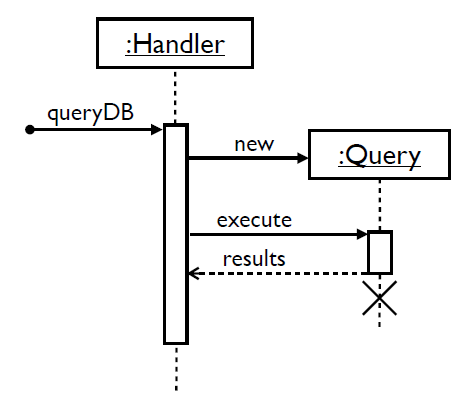 :Handler
queryDB
new
:Query
execute
results